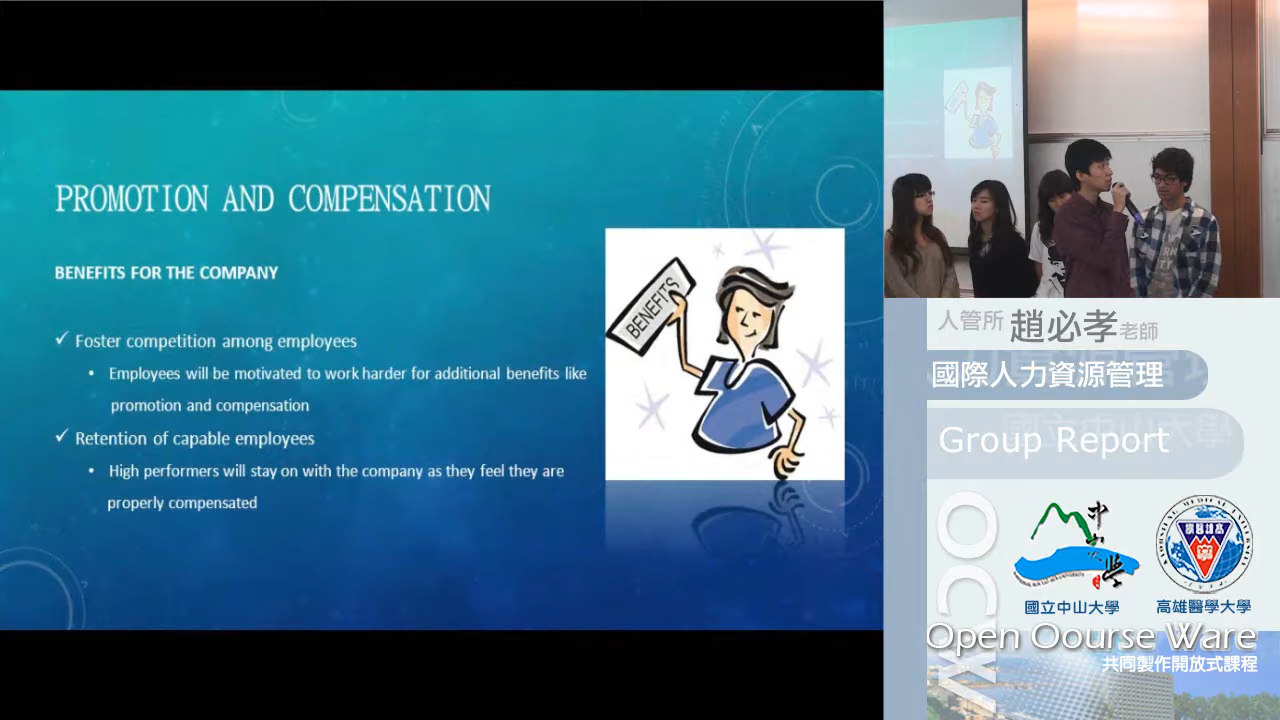 PROMOTION AND COMPENSATION
BENEFITS FOR THE COMPANY
✓ Foster competition among employees
• Employees will be motivated to work harder for additional benefits like
promotion and compensation
✓ Retention of capable employees
• High performers will stay on with the company as they feel they are
properly compensated
BENEFITS
人管所 趙必孝老師
國際人力資源管理
Group Report
OCW
國立中山大學
高雄醫學大學
Open Oourse Ware
共同製作開放式課程